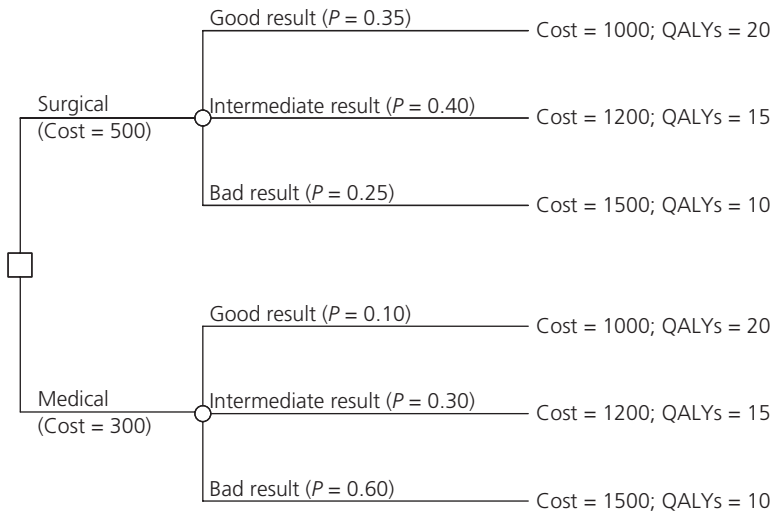 Good result (P = 0.35)
Cost = 1000; QALYs = 20
Surgical
(Cost = 500)
Intermediate result (P = 0.40)
Cost = 1200; QALYs = 15
Bad result (P = 0.25)
Cost = 1500; QALYs = 10
Good result (P = 0.10)
Cost = 1000; QALYs = 20
Medical
(Cost = 300)
Intermediate result (P = 0.30)
Cost = 1200; QALYs = 15
Bad result (P = 0.60)
Cost = 1500; QALYs = 10